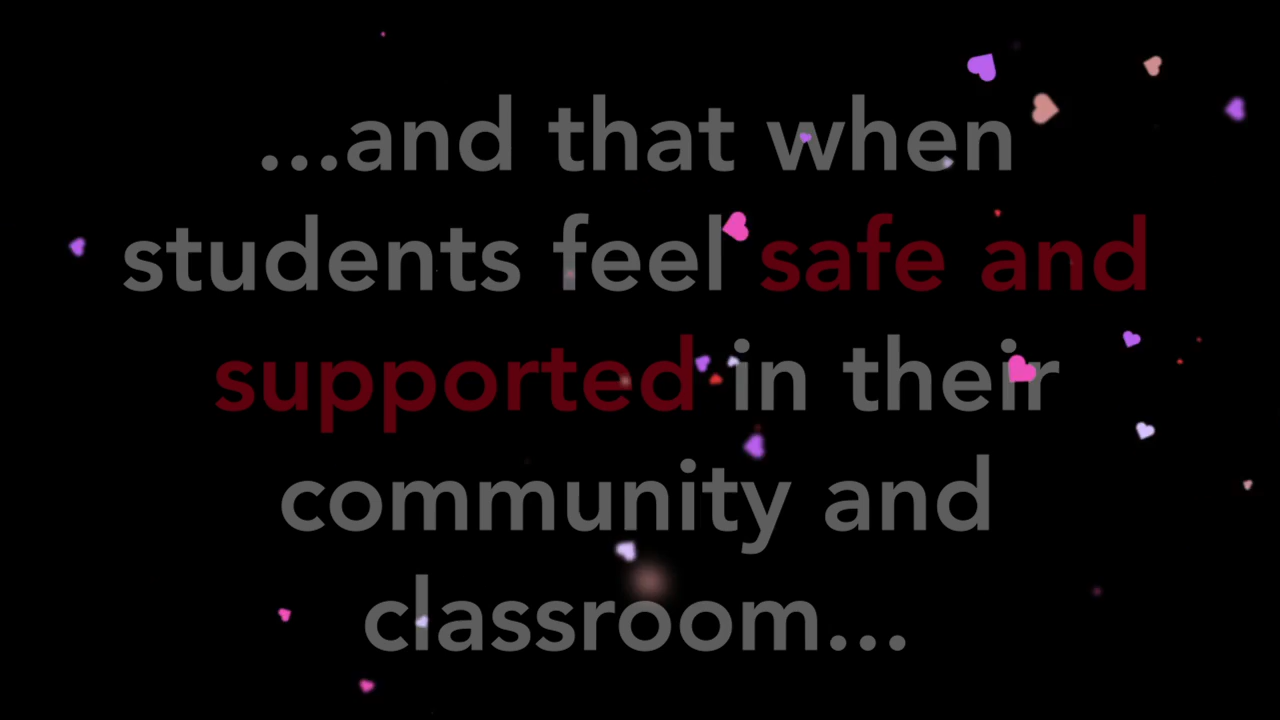 ...and that when
students feel safe and
supported in their
community and
classroom...